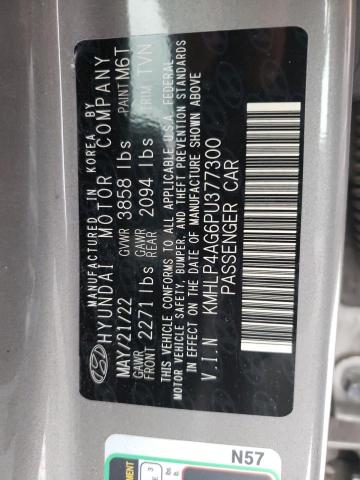 MANUFACTURED IN KOREA BY
HYUNDAI MOTOR COMPANY
MAY/21/22 GVWR 3858 lbs PAINT M6T
GAWR FRONT 2271 lbs GAWR REAR 2094 lbs TRIM TVN
THIS VEHICLE CONFORMS TO ALL APPLICABLE U.S.A. FEDERAL
MOTOR VEHICLE SAFETY, BUMPER, AND THEFT PREVENTION STANDARDS
IN EFFECT ON THE DATE OF MANUFACTURE SHOWN ABOVE
V.I.N KMHLP4AG6PU377300
PASSENGER CAR
N57